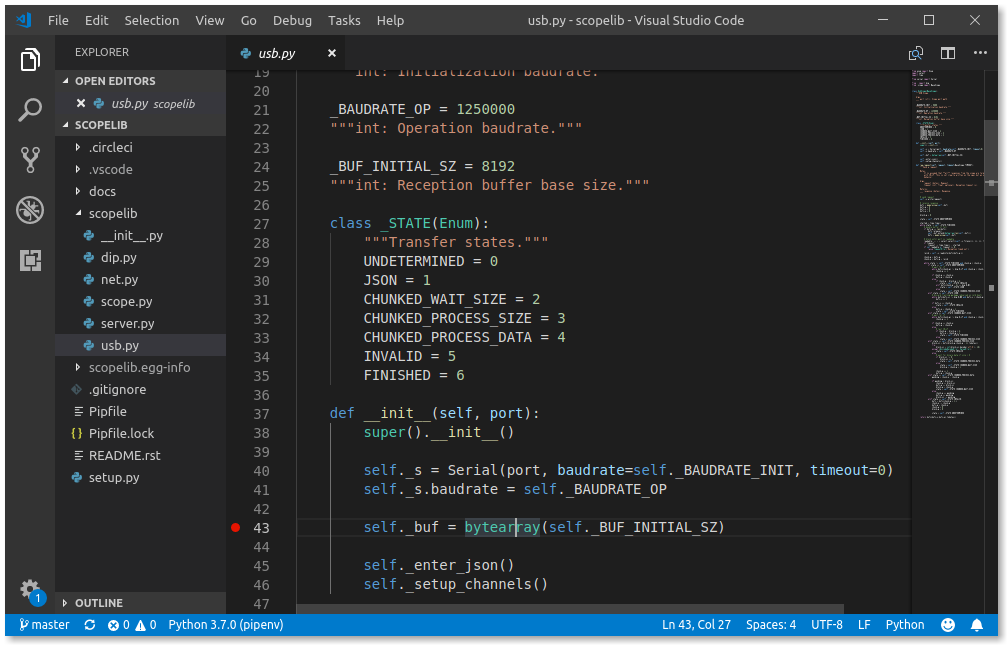 File Edit Selection View Go Debug Tasks Help usb.py - scopelib - Visual Studio Code
EXPLORER
OPEN EDITORS
usb.py scopelib
SCOPELIB
.circleci
.vscode
docs
scopelib
__init__.py
dip.py
net.py
scope.py
server.py
usb.py
scopelib.egg-info
.gitignore
Pipfile
{} Pipfile.lock
README.rst
setup.py
OUTLINE
1
usb.py
19 int: Initialization baudrate.
20
21 _BAUDRATE_OP = 1250000
22 """int: Operation baudrate."""
23
24 _BUF_INITIAL_SZ = 8192
25 """int: Reception buffer base size."""
26
27 class _STATE(Enum):
28 """Transfer states."""
29 UNDETERMINED = 0
30 JSON = 1
31 CHUNKED_WAIT_SIZE = 2
32 CHUNKED_PROCESS_SIZE = 3
33 CHUNKED_PROCESS_DATA = 4
34 INVALID = 5
35 FINISHED = 6
36
37 def __init__(self, port):
38 super().__init__()
39
40 self._s = Serial(port, baudrate=self._BAUDRATE_INIT, timeout=0)
41 self._s.baudrate = self._BAUDRATE_OP
42
43 self._buf = bytearray(self._BUF_INITIAL_SZ)
44
45 self._enter_json()
46 self._setup_channels()
47
master 0 0 Python 3.7.0 (pipenv) Ln 43, Col 27 Spaces: 4 UTF-8 LF Python